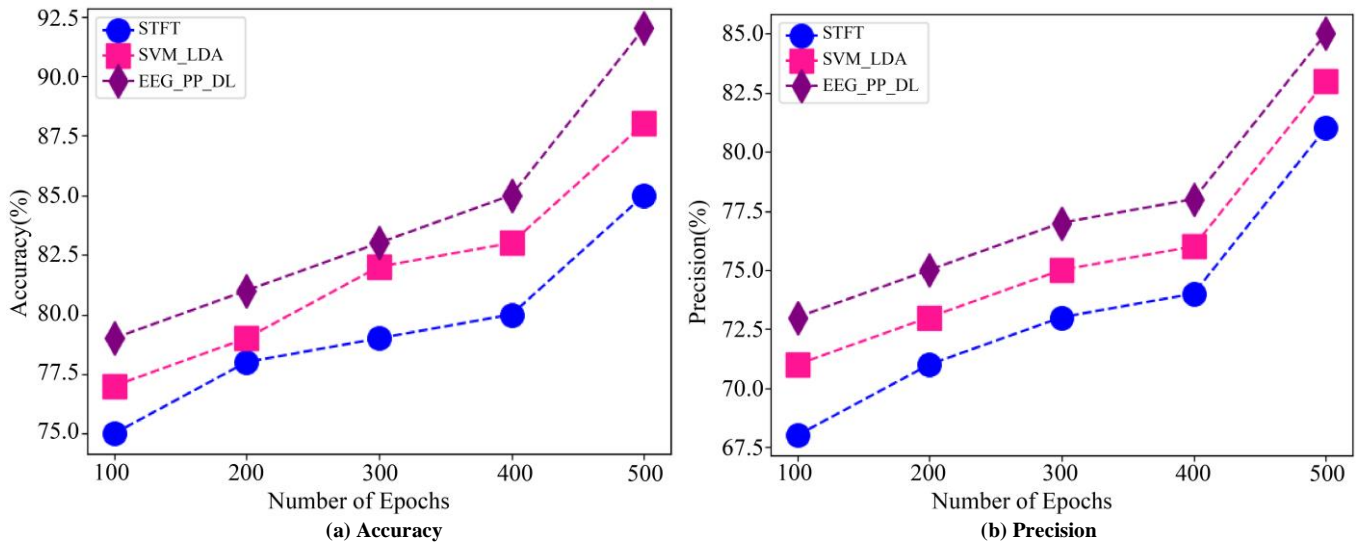 92.5
90.0
87.5
85.0
82.5
80.0
77.5
75.0
Accuracy(%)
STFT
SVM_LDA
EEG_PP_DL
100 200 300 400 500
Number of Epochs
(a) Accuracy
85.0
82.5
80.0
77.5
75.0
72.5
70.0
67.5
Precision(%)
STFT
SVM_LDA
EEG_PP_DL
100 200 300 400 500
Number of Epochs
(b) Precision